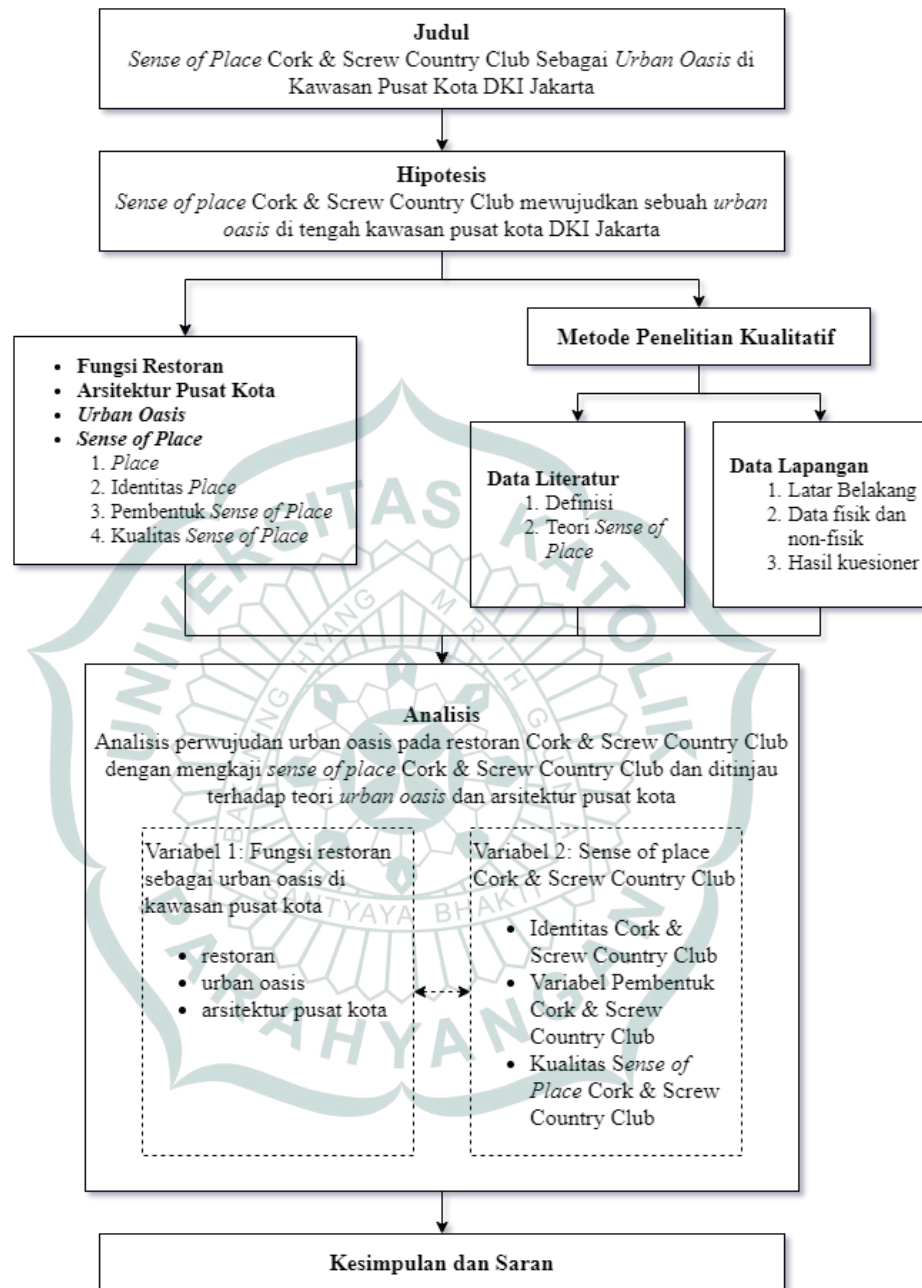 Judul
Sense of Place Cork & Screw Country Club Sebagai Urban Oasis di
Kawasan Pusat Kota DKI Jakarta
Hipotesis
Sense of place Cork & Screw Country Club mewujudkan sebuah urban
oasis di tengah kawasan pusat kota DKI Jakarta
• Fungsi Restoran
• Arsitektur Pusat Kota
• Urban Oasis
• Sense of Place
1. Place
2. Identitas Place
3. Pembentuk Sense of Place
4. Kualitas Sense of Place
Metode Penelitian Kualitatif
Data Literatur
1. Definisi
2. Teori Sense of
Place
Data Lapangan
1. Latar Belakang
2. Data fisik dan
non-fisik
3. Hasil kuesioner
Analisis
Analisis perwujudan urban oasis pada restoran Cork & Screw Country Club
dengan mengkaji sense of place Cork & Screw Country Club dan ditinjau
terhadap teori urban oasis dan arsitektur pusat kota
Variabel 1: Fungsi restoran
sebagai urban oasis di
kawasan pusat kota
• restoran
• urban oasis
• arsitektur pusat kota
Variabel 2: Sense of place
Cork & Screw Country Club
• Identitas Cork &
Screw Country Club
• Variabel Pembentuk
Cork & Screw
Country Club
• Kualitas Sense of
Place Cork & Screw
Country Club
Kesimpulan dan Saran
UNIVERSITAS KATOLIK
PARAHYANGAN
HYANG
SANTYAYA BHAKTI